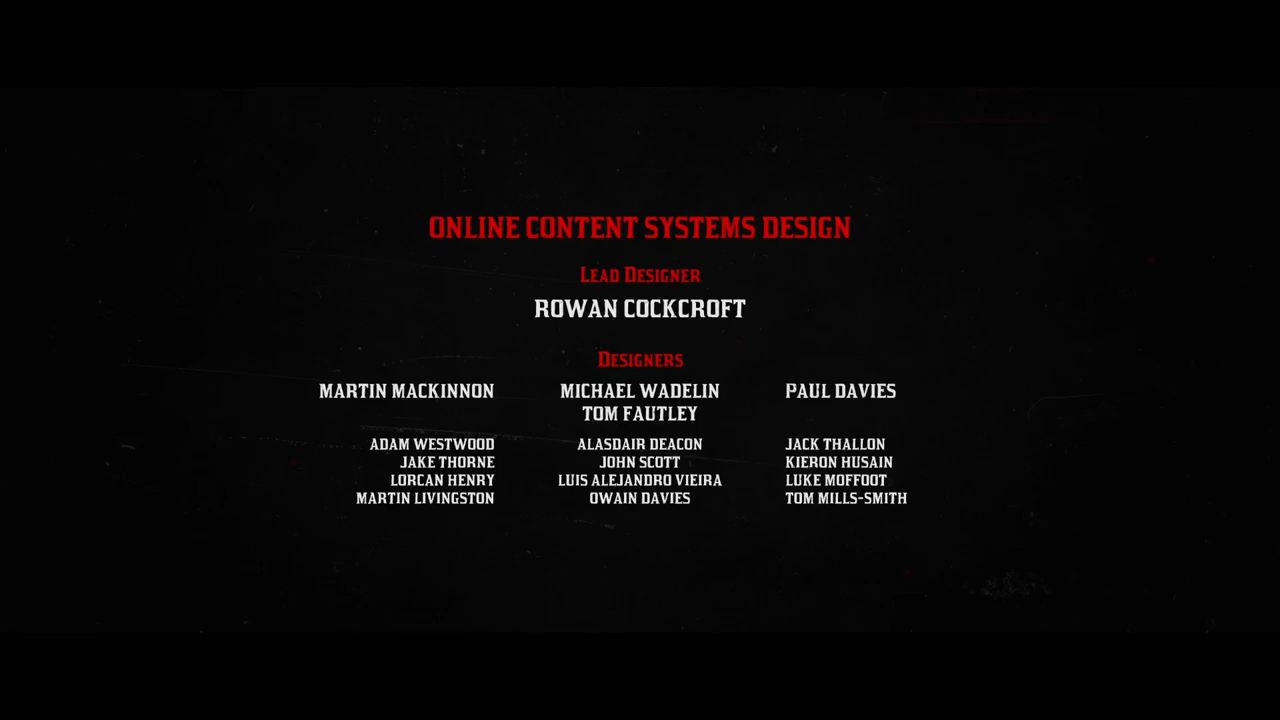 ONLINE CONTENT SYSTEMS DESIGN
LEAD DESIGNER
ROWAN COCKCROFT
DESIGNERS
MARTIN MACKINNON MICHAEL WADELIN PAUL DAVIES
TOM FAUTLEY
ADAM WESTWOOD ALASDAIR DEACON JACK THALLON
JAKE THORNE JOHN SCOTT KIERON HUSAIN
LORCAN HENRY LUIS ALEJANDRO VIEIRA LUKE MOFFOOT
MARTIN LIVINGSTON OWAIN DAVIES TOM MILLS-SMITH